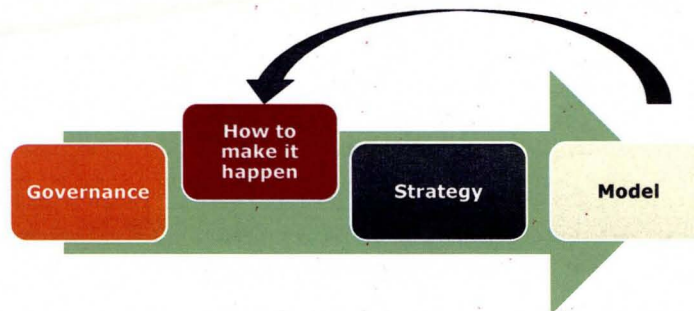 Governance
How to
make it
happen
Strategy
Model